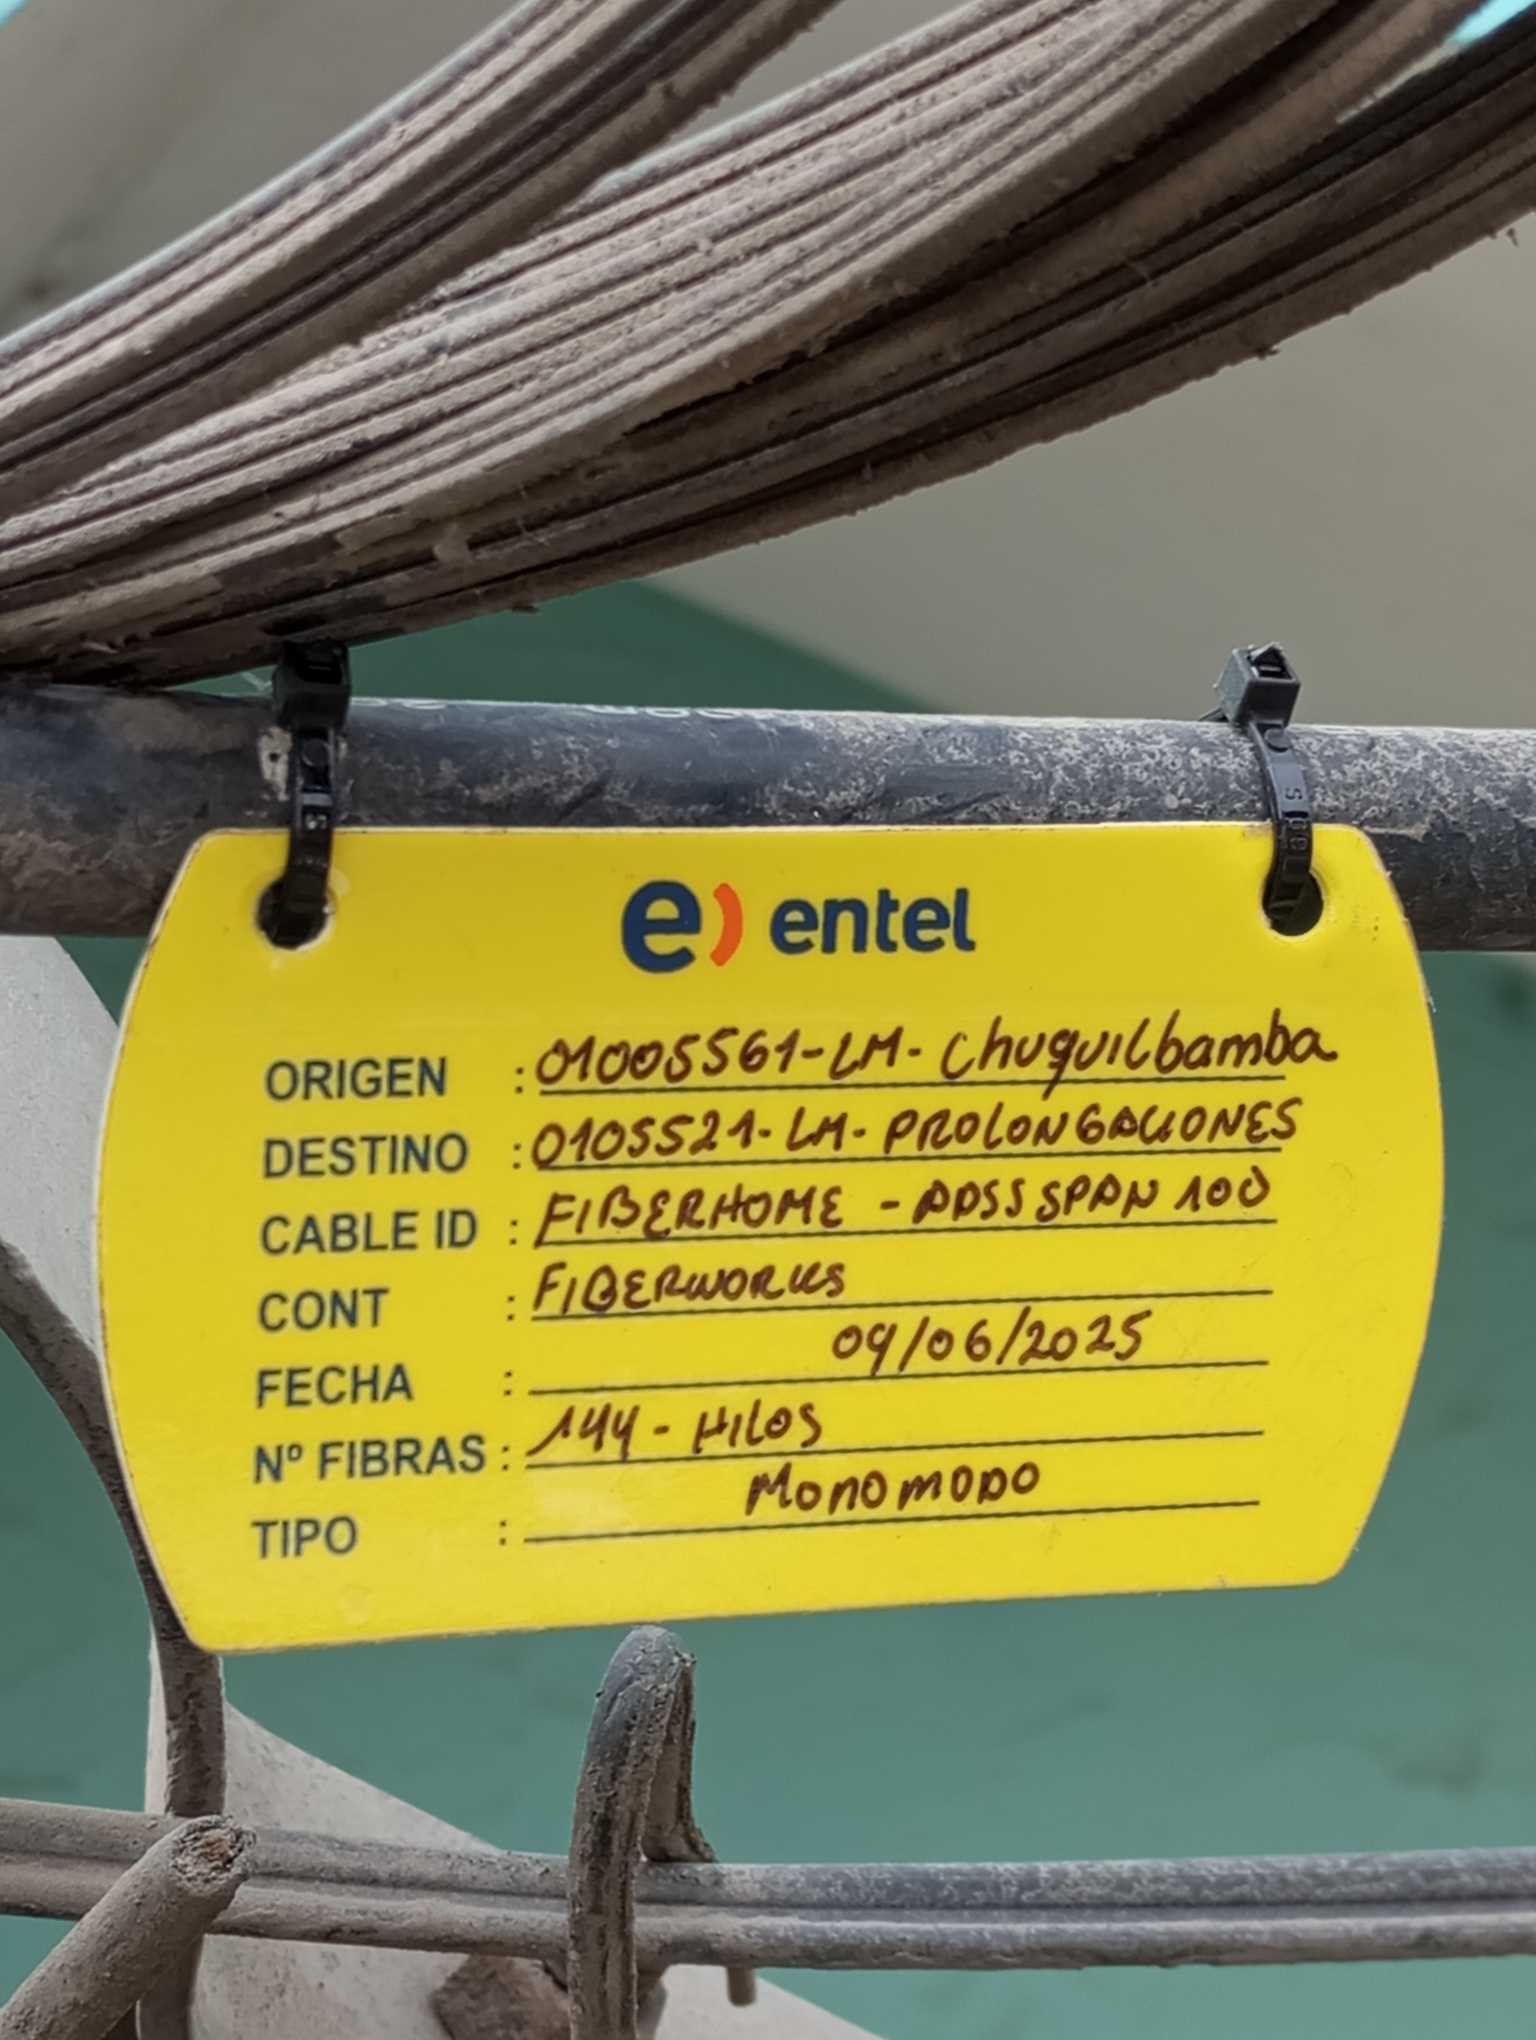 e) entel
ORIGEN : 01005561-LM- Chuquilbamba
DESTINO : 0105521-LM- PROLONGACIONES
CABLE ID : FIBERHOME - ADSS SPAN 100
CONT : FIBERWORKS
FECHA : 09/06/2025
Nº FIBRAS : 144 - HILOS
TIPO : MONOMODO